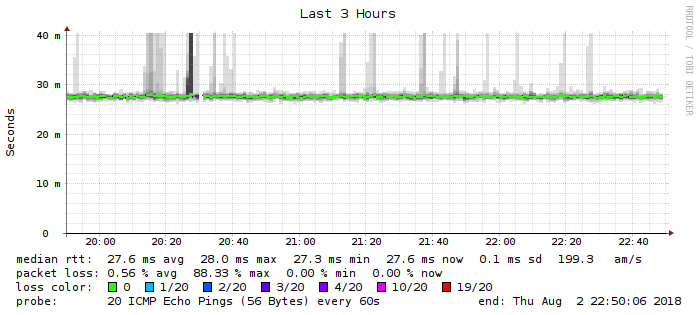 Last 3 Hours
RRDTOOL / TOBI OETIKER
Seconds
40 m
30 m
20 m
10 m
0
20:00 20:20 20:40 21:00 21:20 21:40 22:00 22:20 22:40
median rtt: 27.6 ms avg 28.0 ms max 27.3 ms min 27.6 ms now 0.1 ms sd 199.3 am/s
packet loss: 0.56 % avg 88.33 % max 0.00 % min 0.00 % now
loss color: 0 1/20 2/20 3/20 4/20 10/20 19/20
probe: 20 ICMP Echo Pings (56 Bytes) every 60s end: Thu Aug 2 22:50:06 2018